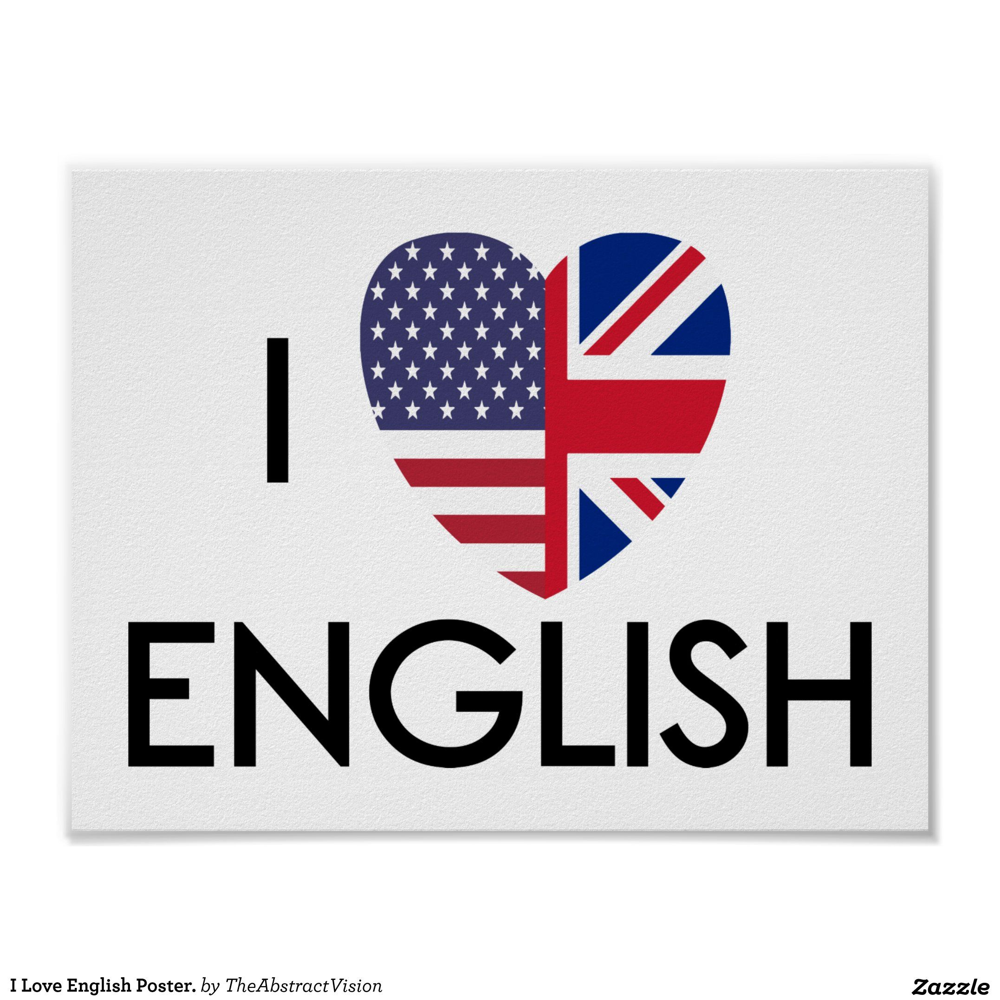 I
ENGLISH
I Love English Poster. by TheAbstractVision
Zazzle